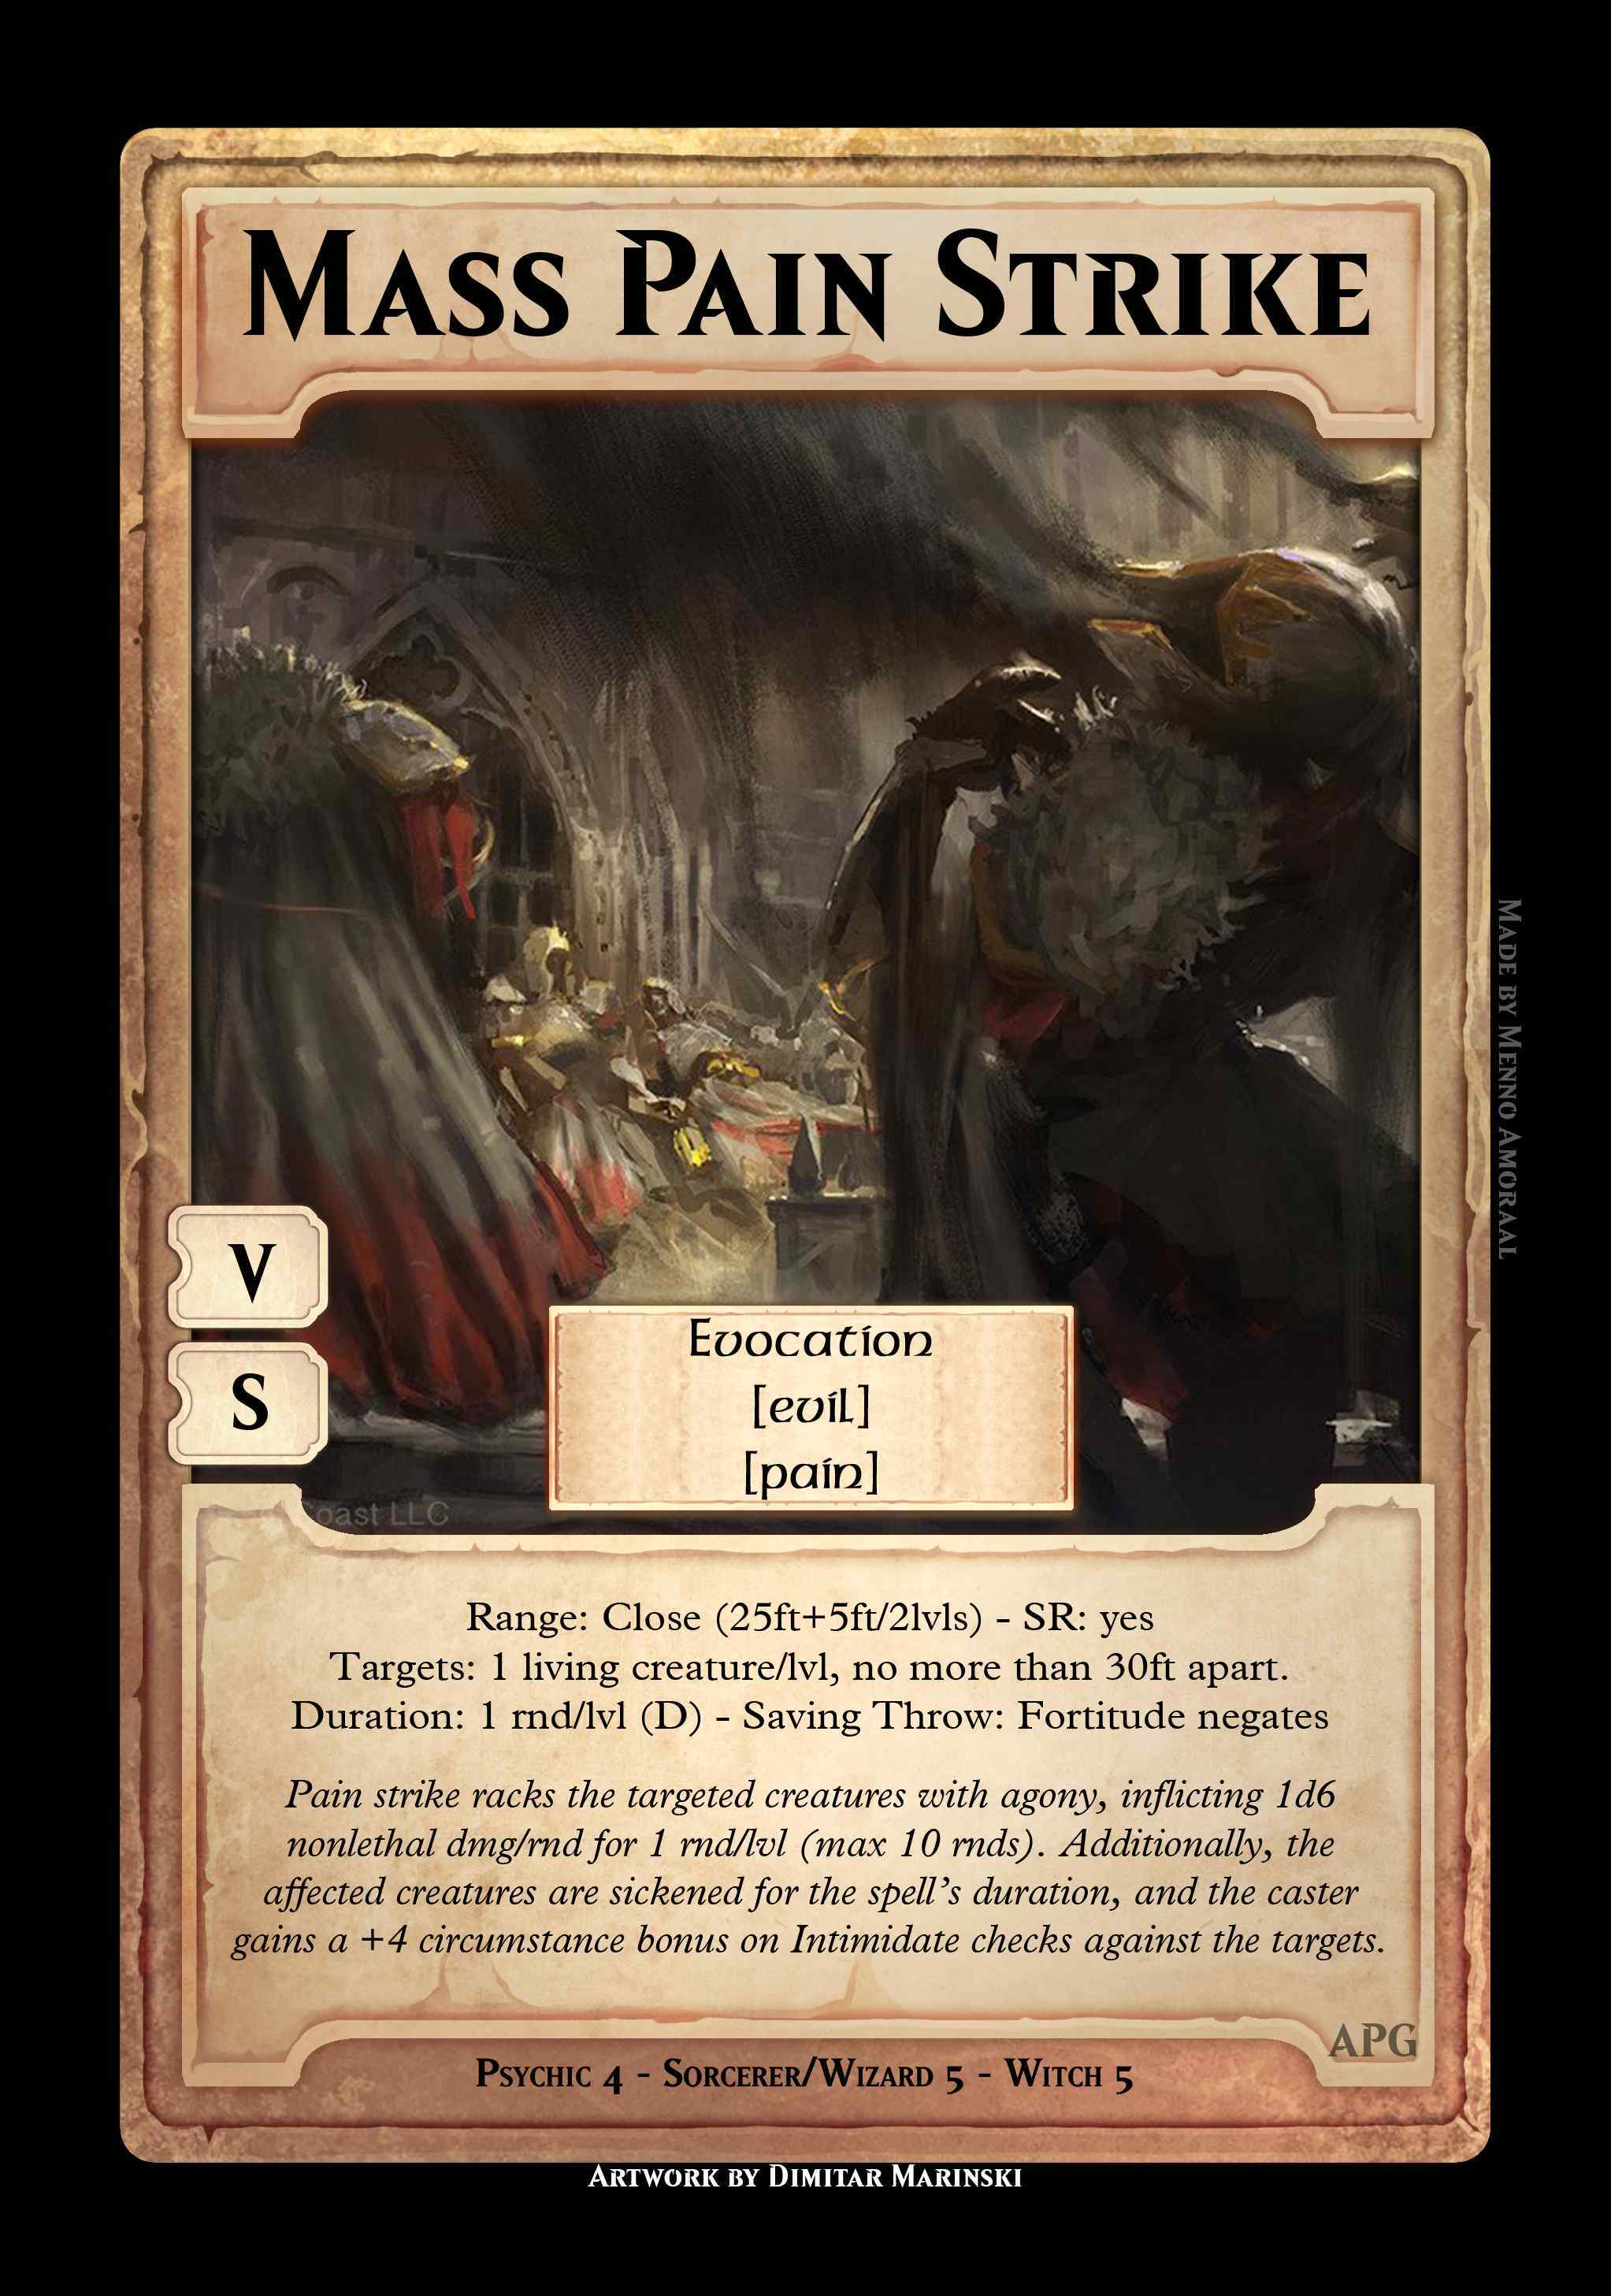 Mass Pain Strike
V
S
Evocation
[evil]
[pain]
Coast LLC
Range: Close (25ft+5ft/2lvls) - SR: yes
Targets: 1 living creature/lvl, no more than 30ft apart.
Duration: 1 rnd/lvl (D) - Saving Throw: Fortitude negates
Pain strike racks the targeted creatures with agony, inflicting 1d6
nonlethal dmg/rnd for 1 rnd/lvl (max 10 rnds). Additionally, the
affected creatures are sickened for the spell's duration, and the caster
gains a +4 circumstance bonus on Intimidate checks against the targets.
APG
Psychic 4 - Sorcerer/Wizard 5 - Witch 5
Artwork by Dimitar Marinski
Made by Menno Amoraal